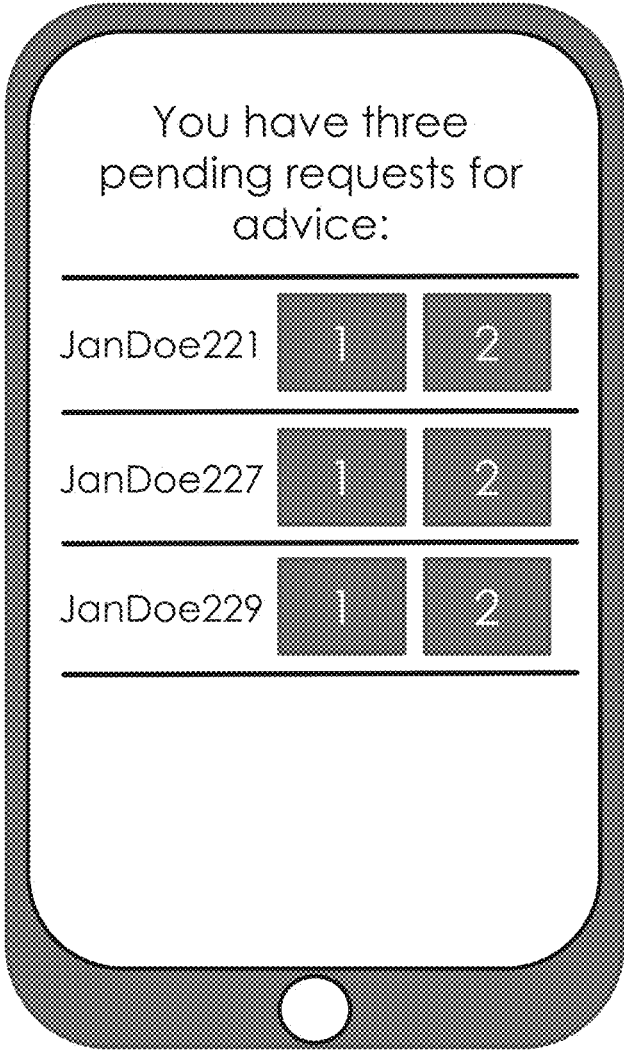 You have three
pending requests for
advice:
JanDoe221 1 2
JanDoe227 1 2
JanDoe229 1 2